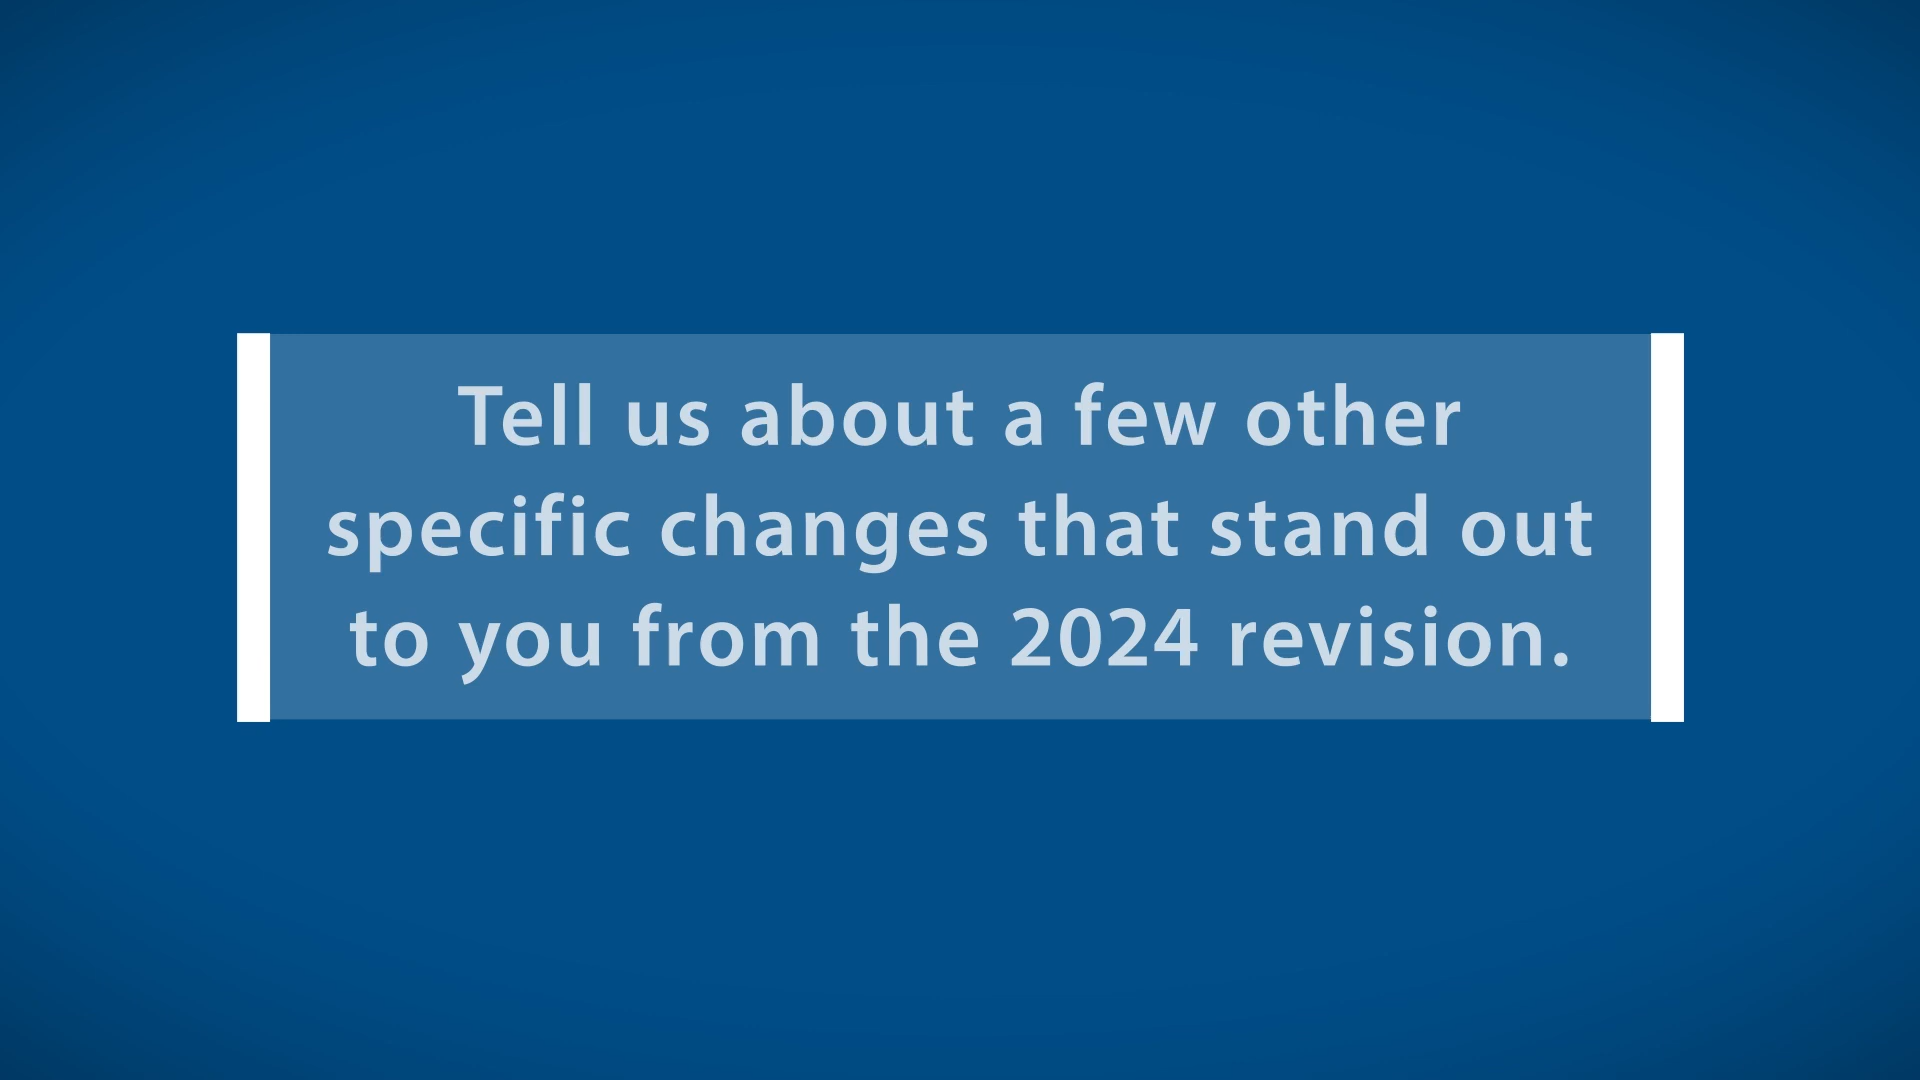 Tell us about a few other
specific changes that stand out
to you from the 2024 revision.